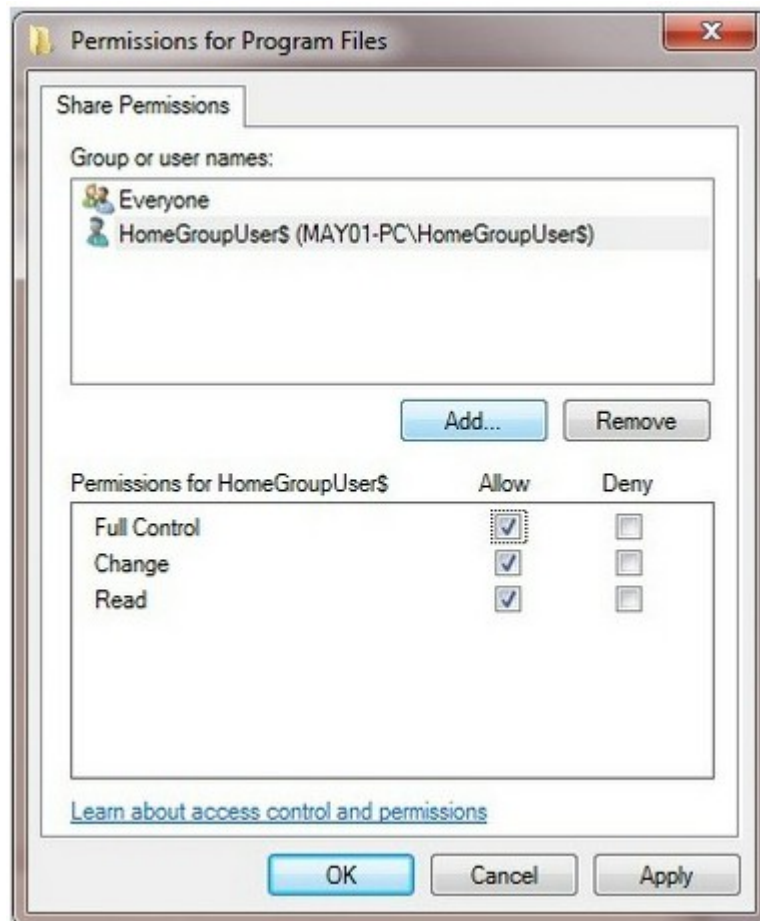 Permissions for Program Files
Share Permissions
Group or user names:
Everyone
HomeGroupUser$ (MAY01-PC\HomeGroupUser$)
Add... Remove
Permissions for HomeGroupUser$ Allow Deny
Full Control
Change
Read
Learn about access control and permissions
OK Cancel Apply